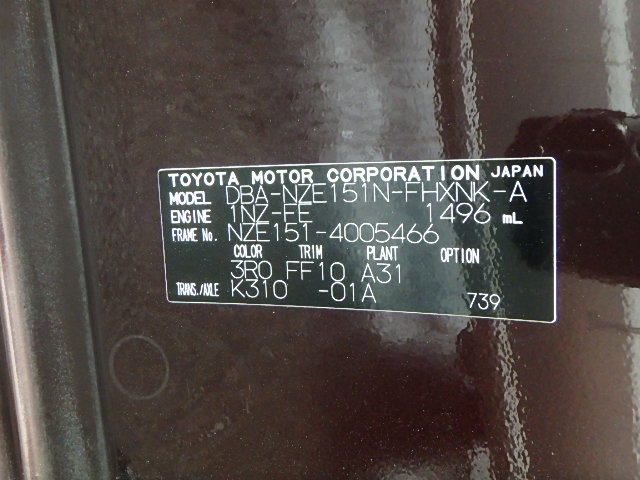 TOYOTA MOTOR CORPORATION JAPAN
MODEL DBA-NZE151N-FHXNK-A
ENGINE 1NZ-FE 1496 mL
FRAME No. NZE151-4005466
COLOR TRIM PLANT OPTION
3R0 FF10 A31
TRANS./AXLE K310 -01A 739